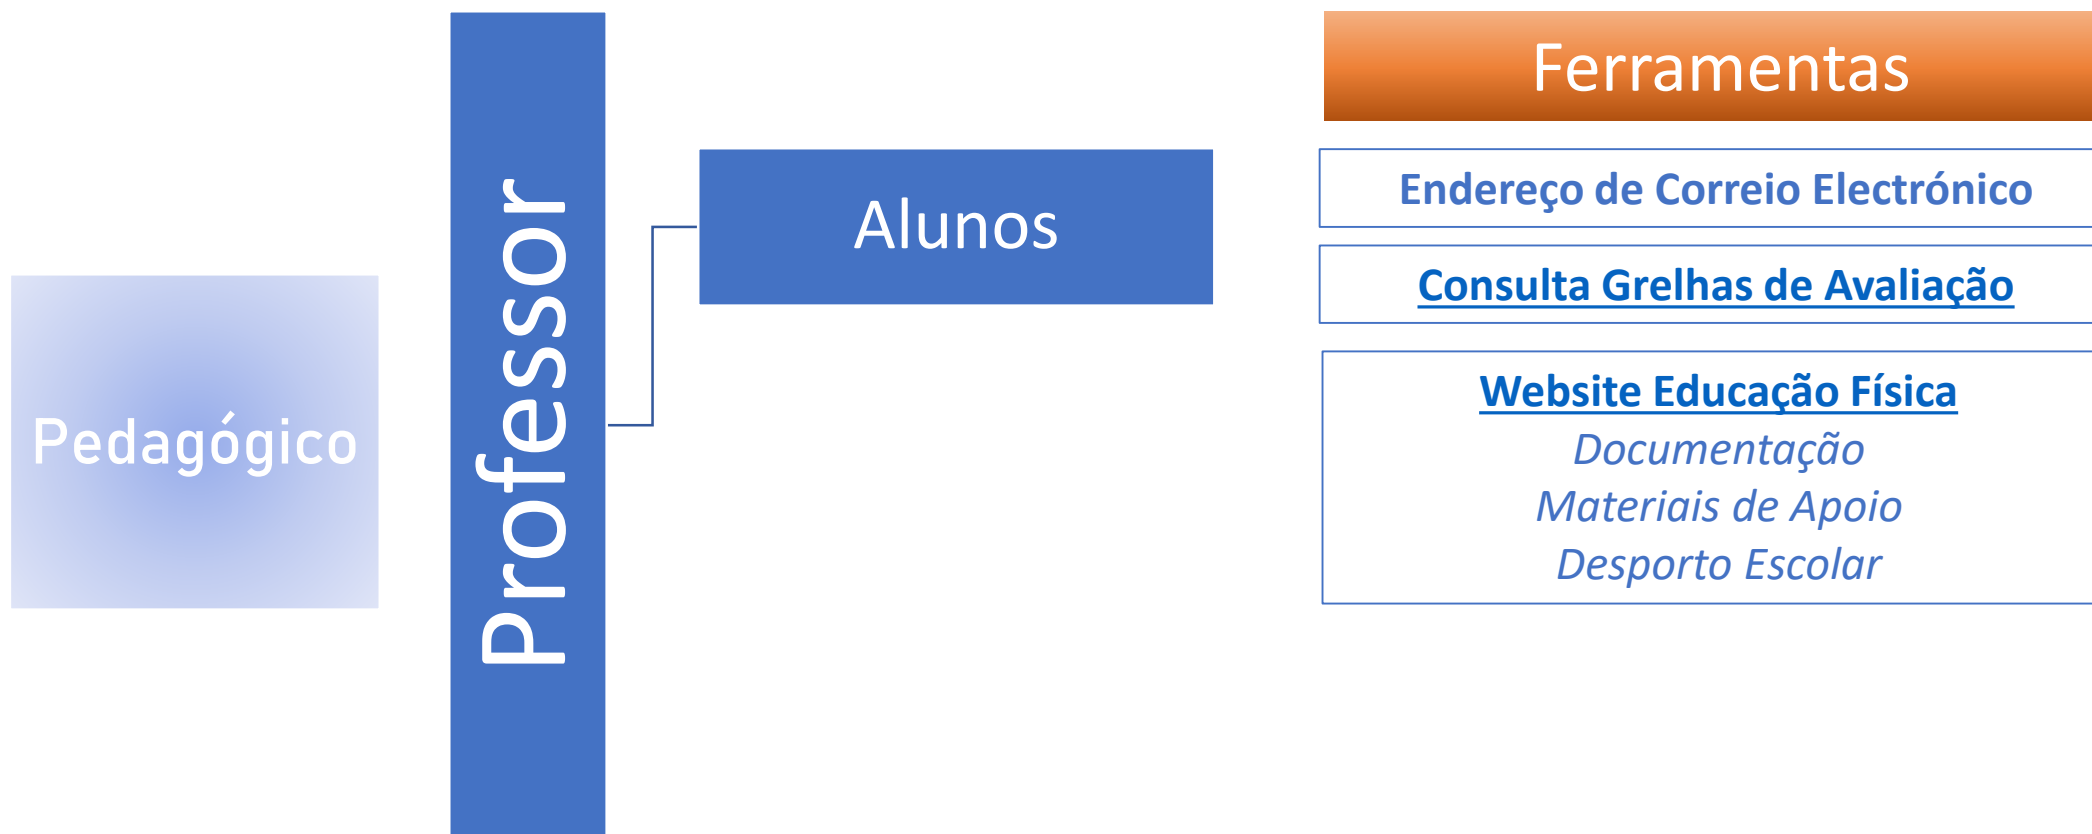 Pedagógico
Professor
Alunos
Ferramentas
Endereço de Correio Electrónico
Consulta Grelhas de Avaliação
Website Educação Física
Documentação
Materiais de Apoio
Desporto Escolar